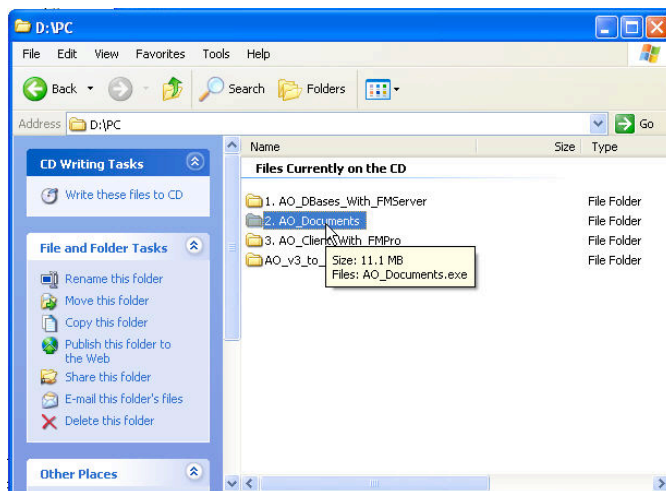 D:\PC
File Edit View Favorites Tools Help
Back Search Folders
Address D:\PC Go
Name Size Type
CD Writing Tasks
Write these files to CD
File and Folder Tasks
Rename this folder
Move this folder
Copy this folder
Publish this folder to
the Web
Share this folder
E-mail this folder's files
Delete this folder
Other Places
Files Currently on the CD
1. AO_DBases_With_FMServer File Folder
2. AO_Documents File Folder
3. AO_Client_With_FMPro File Folder
AO_v3_to_ File Folder
Size: 11.1 MB
Files: AO_Documents.exe